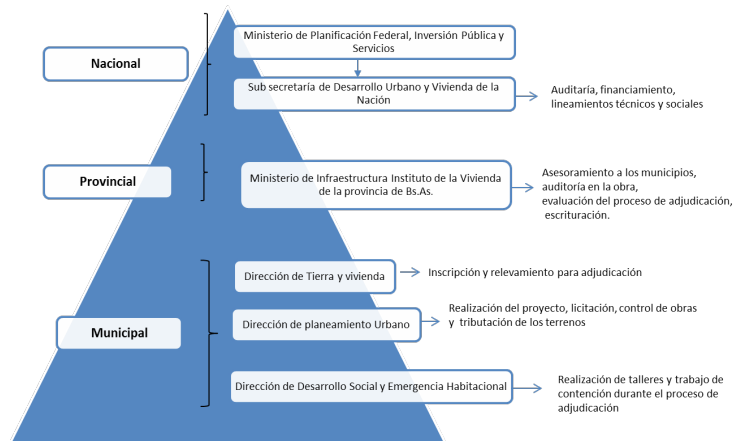 Nacional
Ministerio de Planificación Federal, Inversión Pública y
Servicios
Sub secretaría de Desarrollo Urbano y Vivienda de la
Nación
Auditaría, financiamiento,
lineamientos técnicos y sociales
Provincial
Ministerio de Infraestructura Instituto de la Vivienda
de la provincia de Bs.As.
Asesoramiento a los municipios,
auditoría en la obra,
evaluación del proceso de adjudicación,
escrituración.
Municipal
Dirección de Tierra y vivienda
Inscripción y relevamiento para adjudicación
Dirección de planeamiento Urbano
Realización del proyecto, licitación, control de obras
y tributación de los terrenos
Dirección de Desarrollo Social y Emergencia Habitacional
Realización de talleres y trabajo de
contención durante el proceso de
adjudicación